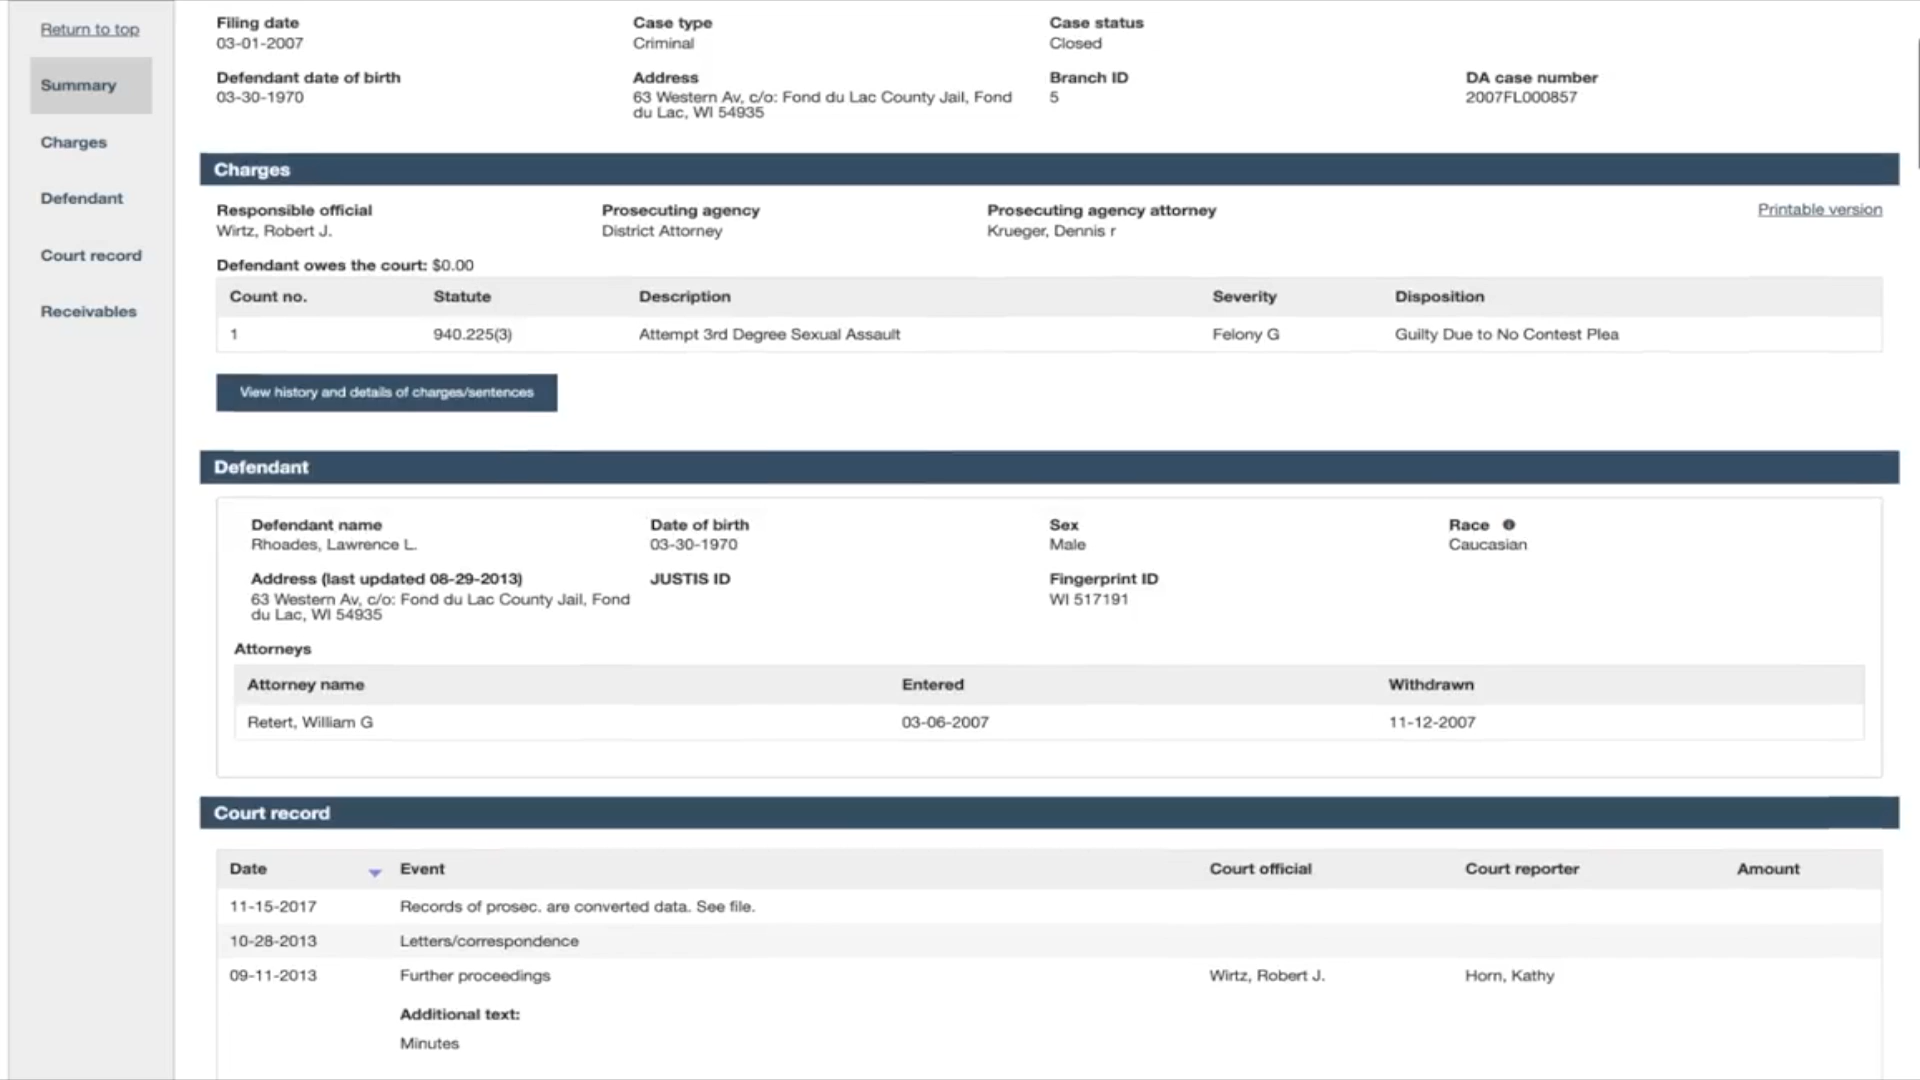 Return to top
Summary
Charges
Defendant
Court record
Receivables
Filing date
03-01-2007
Case type
Criminal
Case status
Closed
Defendant date of birth
03-30-1970
Address
63 Western Av, c/o: Fond du Lac County Jail, Fond
du Lac, WI 54935
Branch ID
5
DA case number
2007FL000857
Charges
Responsible official
Wirtz, Robert J.
Prosecuting agency
District Attorney
Prosecuting agency attorney
Krueger, Dennis r
Printable version
Defendant owes the court: $0.00
Count no. Statute Description Severity Disposition
1 940.225(3) Attempt 3rd Degree Sexual Assault Felony G Guilty Due to No Contest Plea
View history and details of charges/sentences
Defendant
Defendant name
Rhoades, Lawrence L.
Date of birth
03-30-1970
Sex
Male
Race
Caucasian
Address (last updated 08-29-2013)
63 Western Av, c/o: Fond du Lac County Jail, Fond
du Lac, WI 54935
JUSTIS ID
Fingerprint ID
WI 517191
Attorneys
Attorney name Entered Withdrawn
Retert, William G 03-06-2007 11-12-2007
Court record
Date Event Court official Court reporter Amount
11-15-2017 Records of prosec. are converted data. See file.
10-28-2013 Letters/correspondence
09-11-2013 Further proceedings Wirtz, Robert J. Horn, Kathy
Additional text:
Minutes